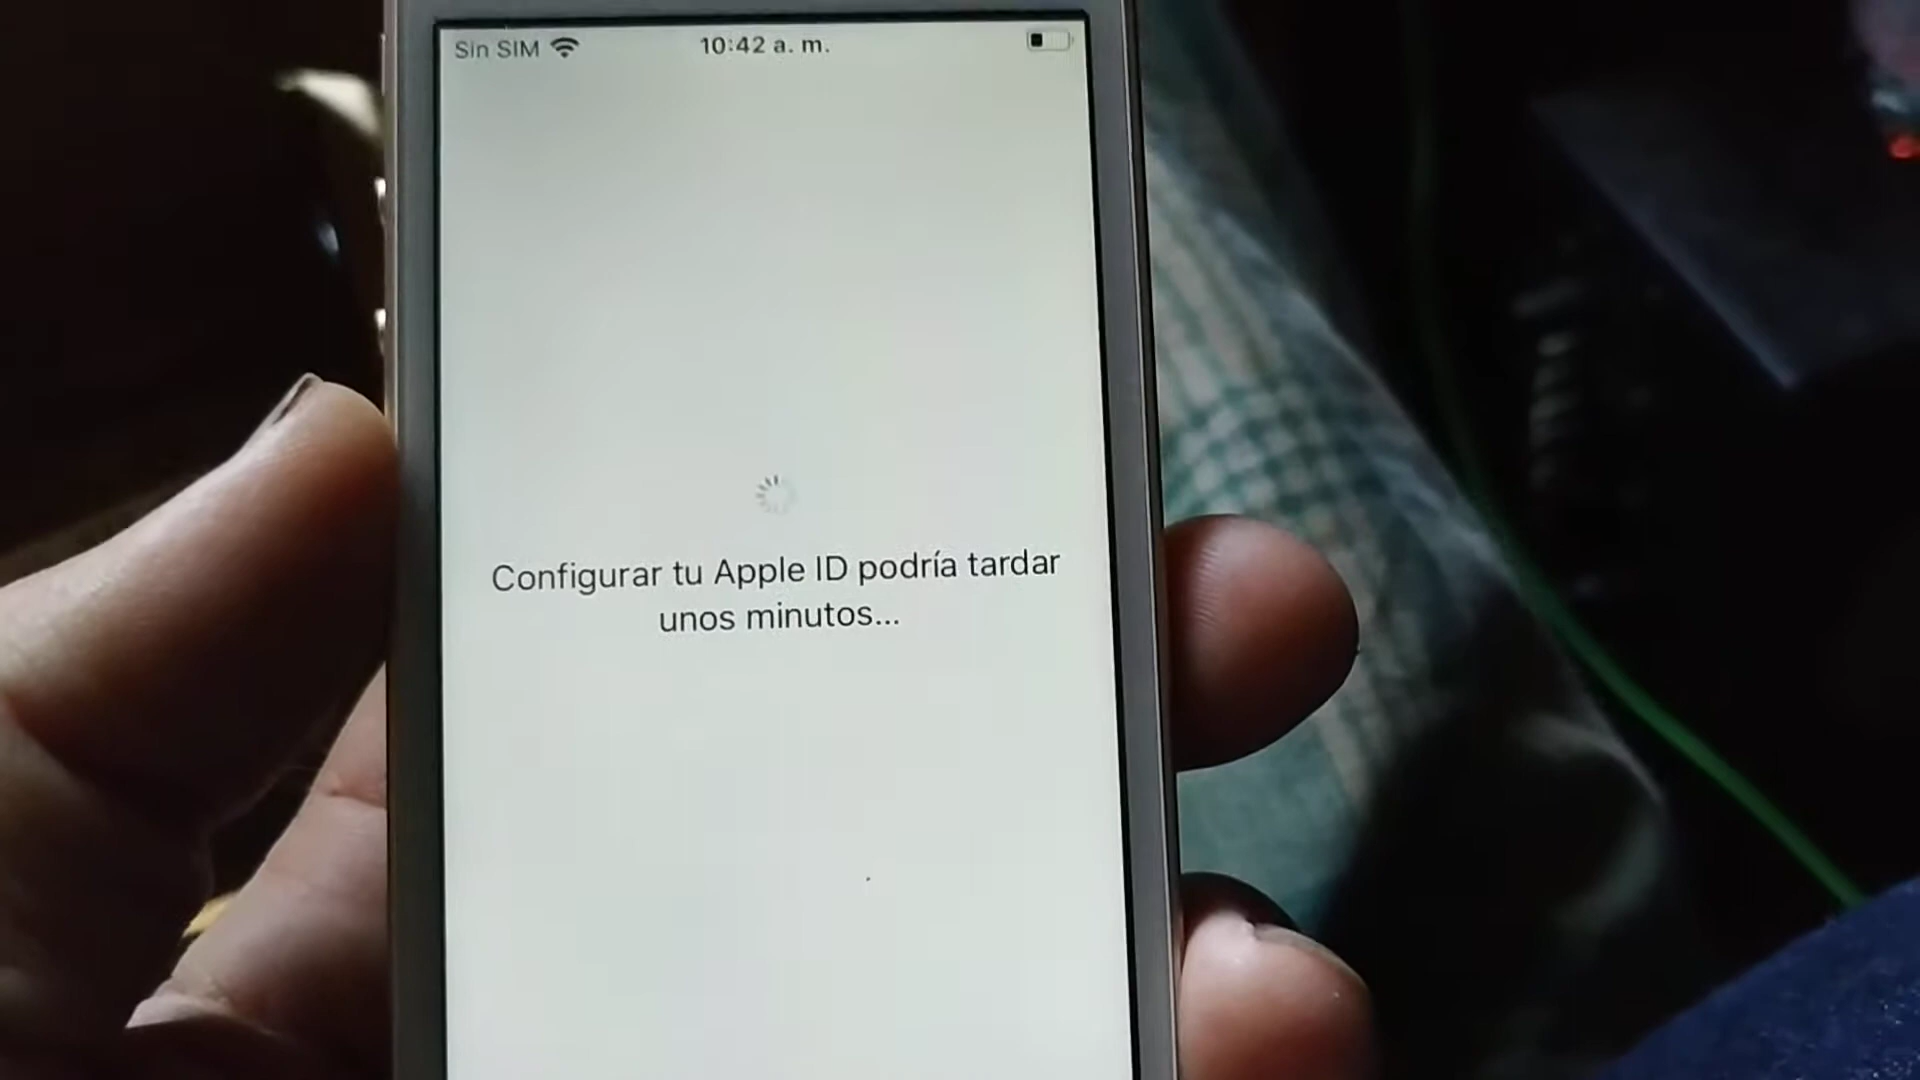 Sin SIM 10:42 a. m.
Configurar tu Apple ID podría tardar
unos minutos...